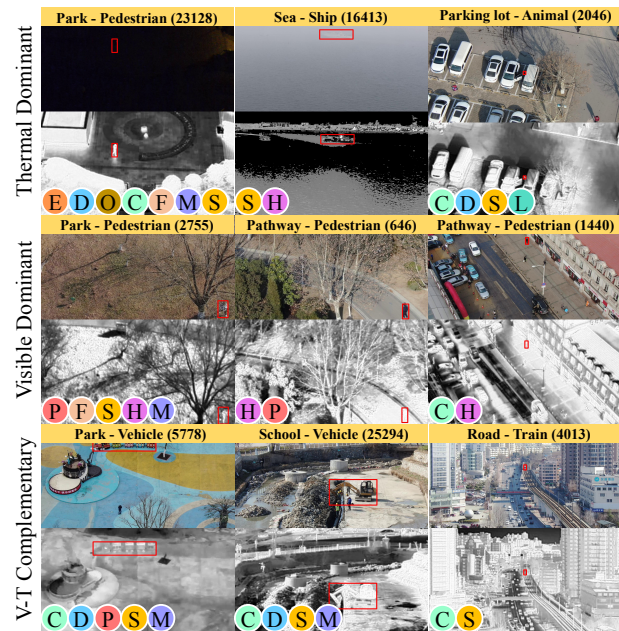 Thermal Dominant
Park - Pedestrian (23128)
Sea - Ship (16413)
Parking lot - Animal (2046)
E D O C F M S
S H
C D S L
Visible Dominant
Park - Pedestrian (2755)
Pathway - Pedestrian (646)
Pathway - Pedestrian (1440)
P F S H M
H P
C H
V-T Complementary
Park - Vehicle (5778)
School - Vehicle (25294)
Road - Train (4013)
C D P S M
C D S M
C S